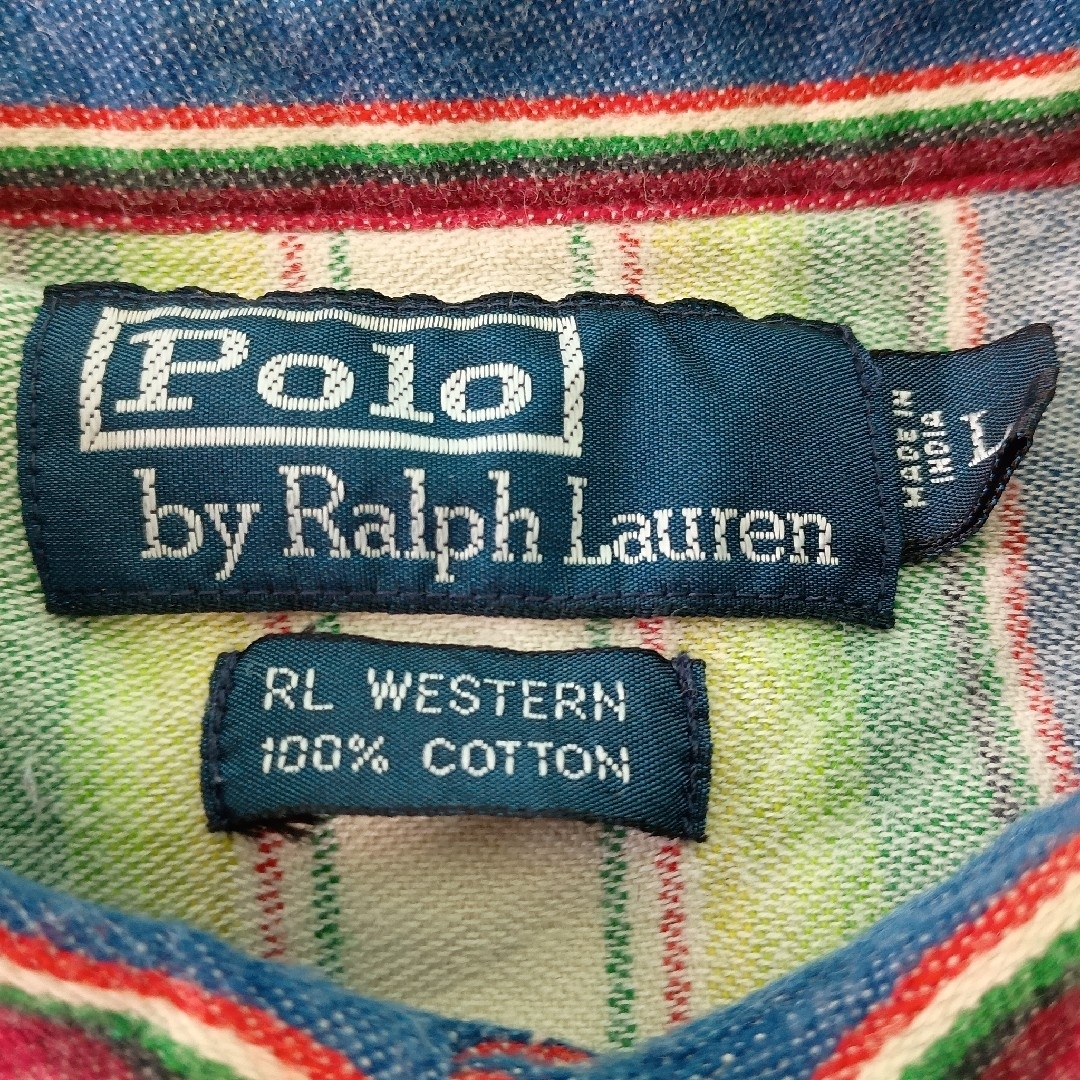 Polo
by Ralph Lauren
MADE IN
INDIA
L
RL WESTERN
100% COTTON